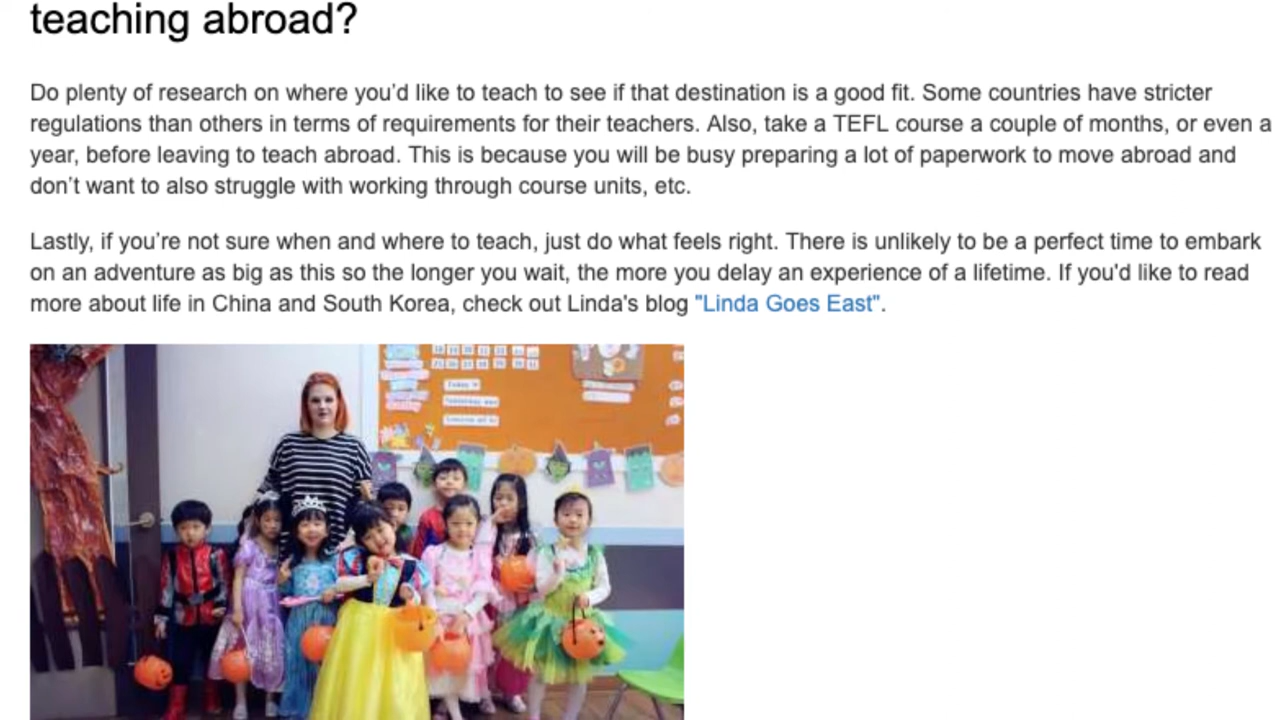 teaching abroad?
Do plenty of research on where you'd like to teach to see if that destination is a good fit. Some countries have stricter
regulations than others in terms of requirements for their teachers. Also, take a TEFL course a couple of months, or even a
year, before leaving to teach abroad. This is because you will be busy preparing a lot of paperwork to move abroad and
don't want to also struggle with working through course units, etc.
Lastly, if you're not sure when and where to teach, just do what feels right. There is unlikely to be a perfect time to embark
on an adventure as big as this so the longer you wait, the more you delay an experience of a lifetime. If you'd like to read
more about life in China and South Korea, check out Linda's blog "Linda Goes East".